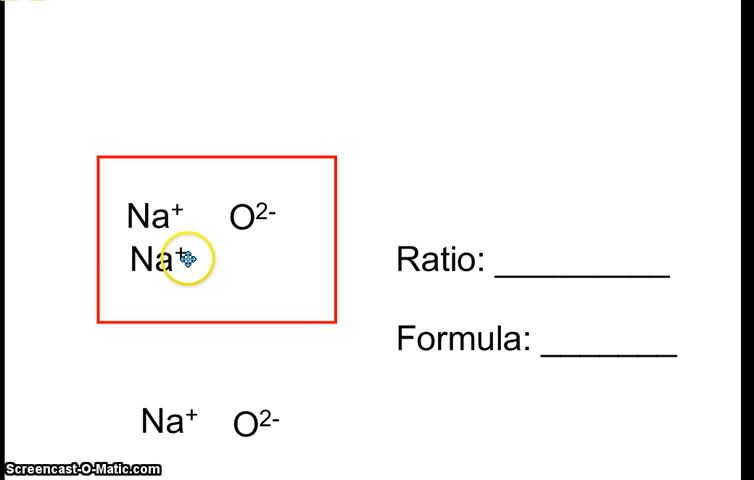 Na⁺ O²⁻
Na⁺
Ratio: _________
Formula: _______
Na⁺ O²⁻
Screencast-O-Matic.com